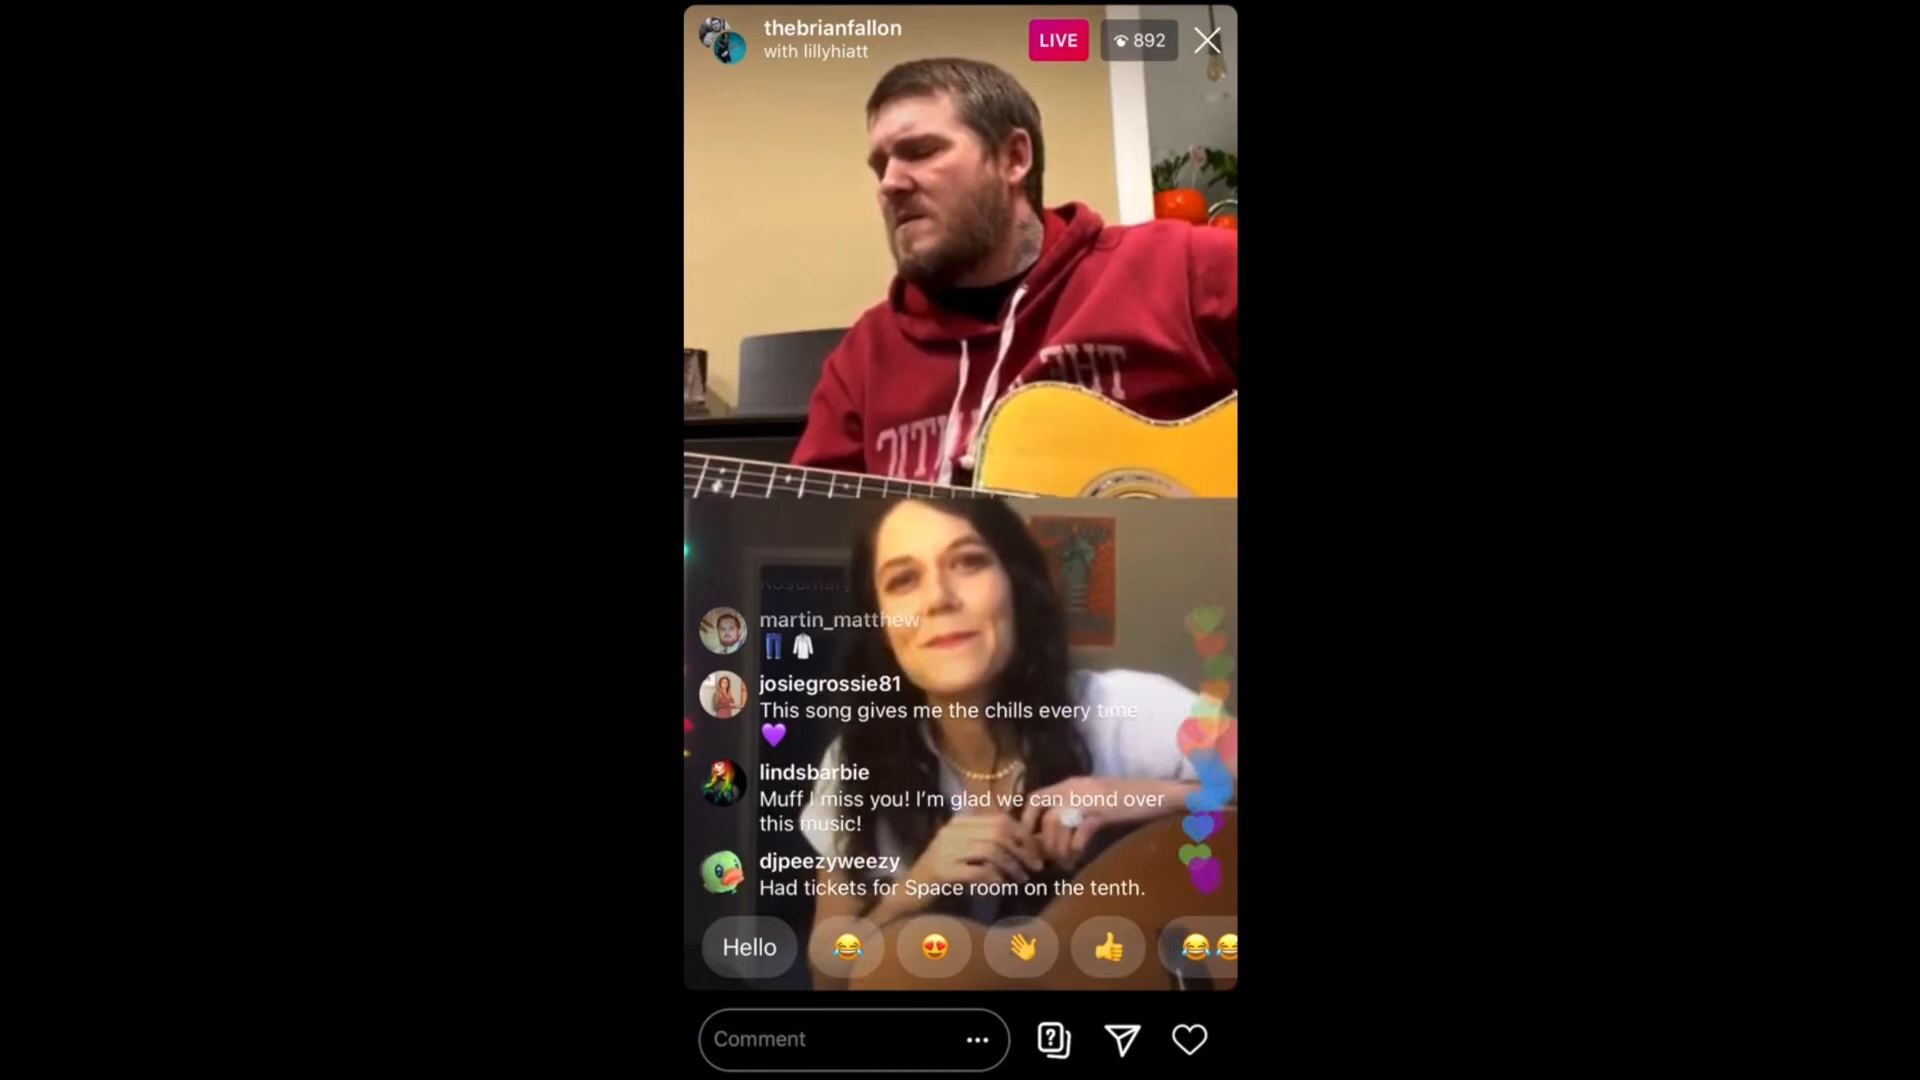 thebrianfallon
with lillyhiatt
LIVE
892
THE
martin_matthew
josiegrossie81
This song gives me the chills every time
lindsbarbie
Muff I miss you! I’m glad we can bond over
this music!
djpeezyweezy
Had tickets for Space room on the tenth.
Hello
Comment